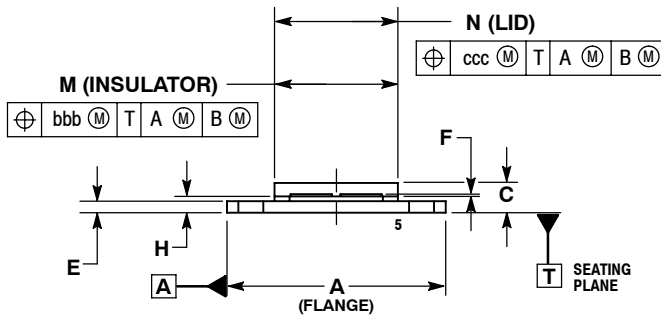 N (LID)
⌖ ccc Ⓜ T A Ⓜ B Ⓜ
M (INSULATOR)
⌖ bbb Ⓜ T A Ⓜ B Ⓜ
F
C
E
H
5
A
A
(FLANGE)
T
SEATING
PLANE